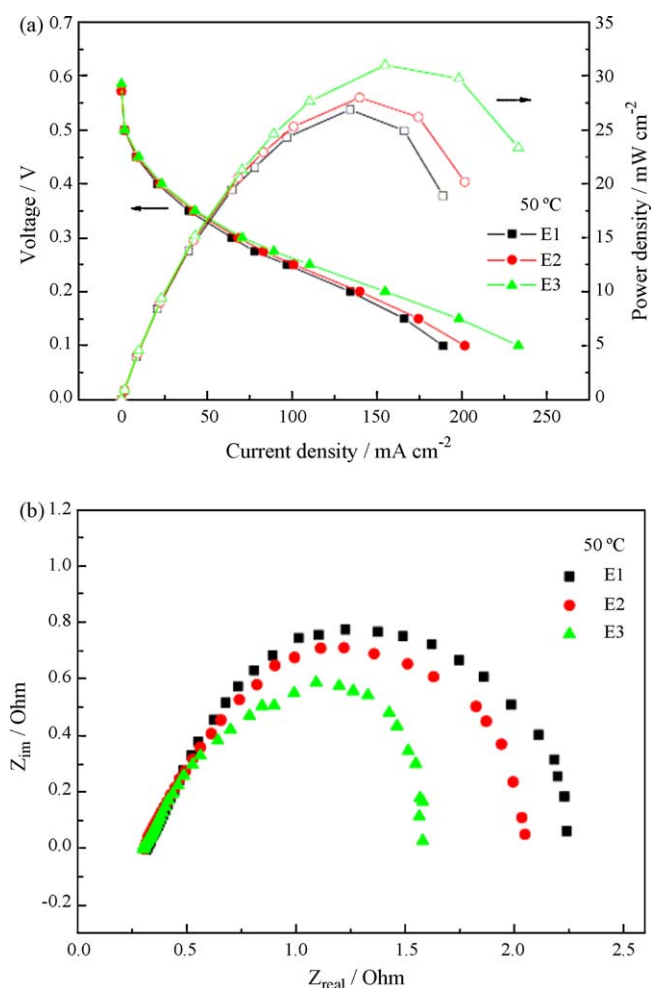 (a)
0.7
0.6
0.5
0.4
0.3
0.2
0.1
0.0
Voltage / V
35
30
25
20
15
10
5
0
Power density / mW cm⁻²
50 ºC
E1
E2
E3
0 50 100 150 200 250
Current density / mA cm⁻²
(b)
1.2
1.0
0.8
0.6
0.4
0.2
0.0
-0.2
Z_im / Ohm
50 ºC
E1
E2
E3
0.0 0.5 1.0 1.5 2.0 2.5
Z_real / Ohm